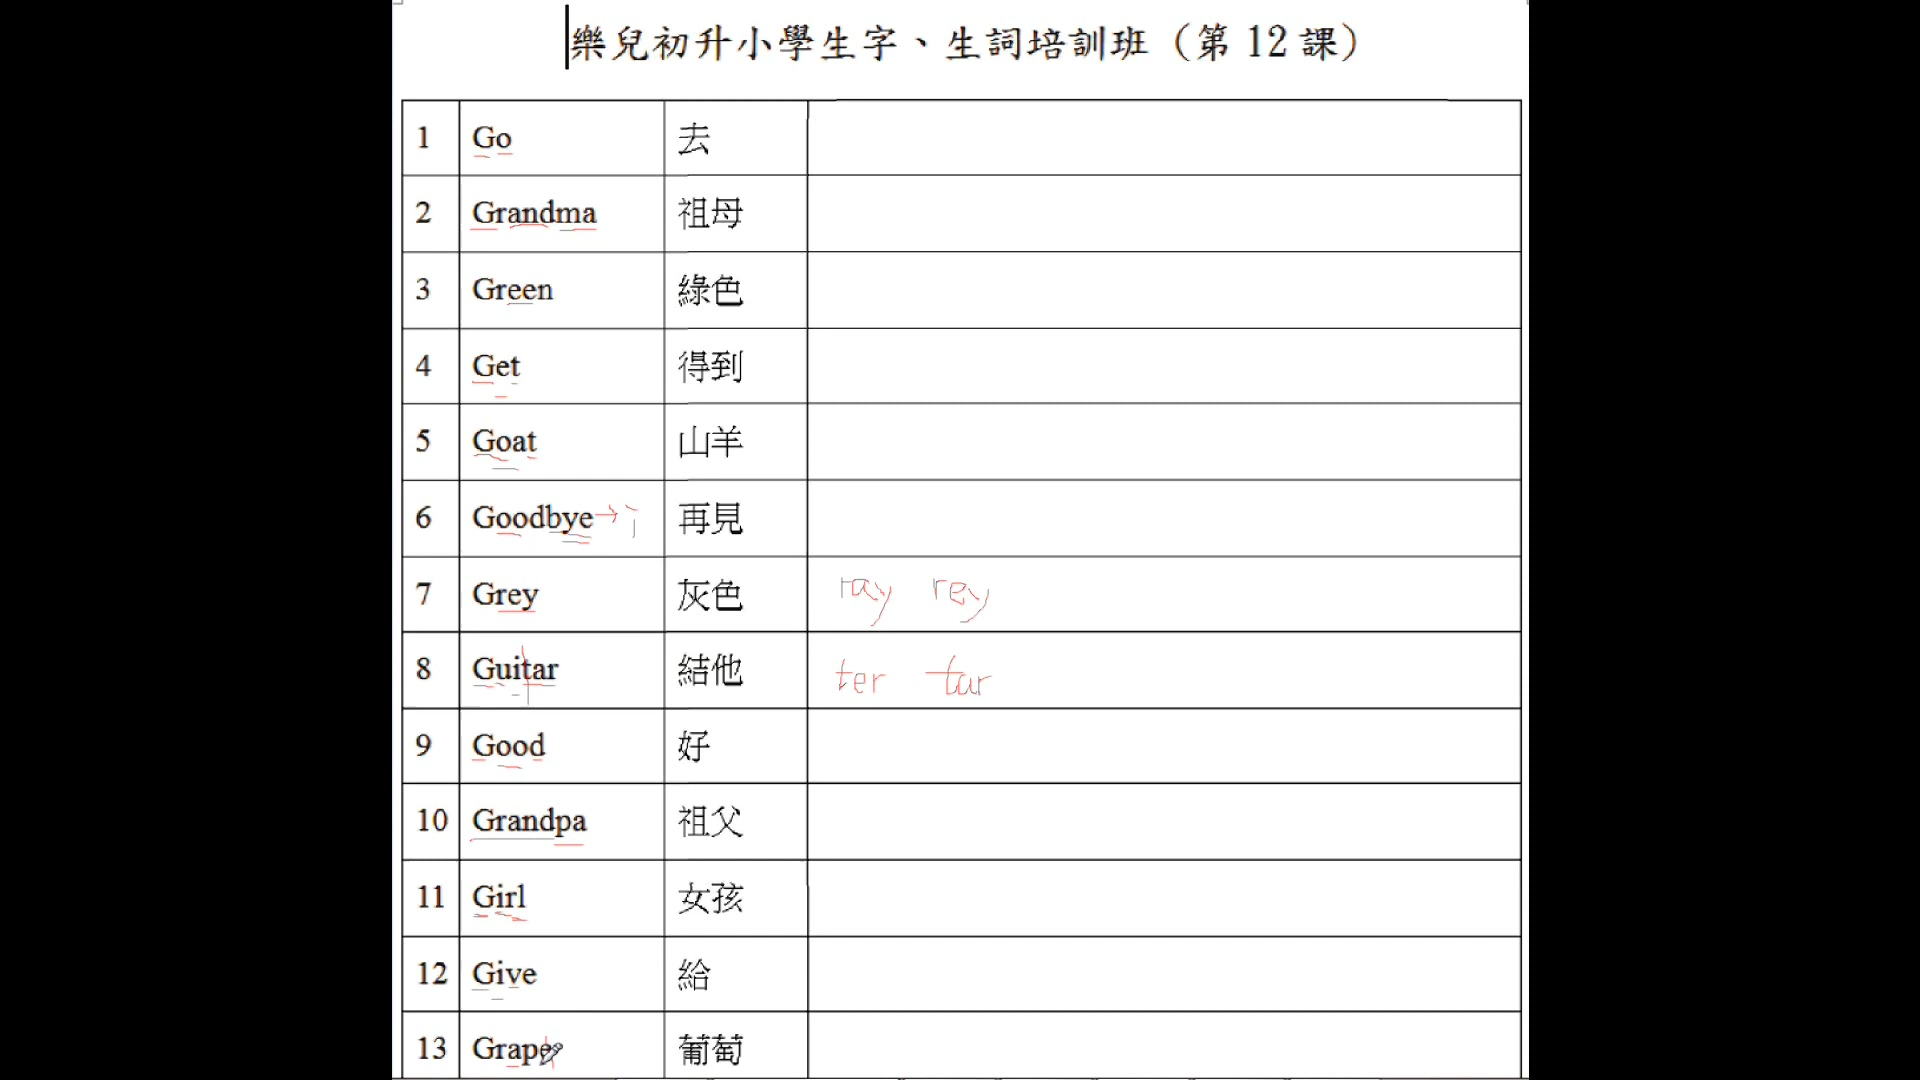 樂兒初升小學生字、生詞培訓班（第 12 課）
1 Go 去
2 Grandma 祖母
3 Green 綠色
4 Get 得到
5 Goat 山羊
6 Goodbye→i 再見
7 Grey 灰色 ray rey
8 Guitar 結他 ter tar
9 Good 好
10 Grandpa 祖父
11 Girl 女孩
12 Give 給
13 Grape 葡萄